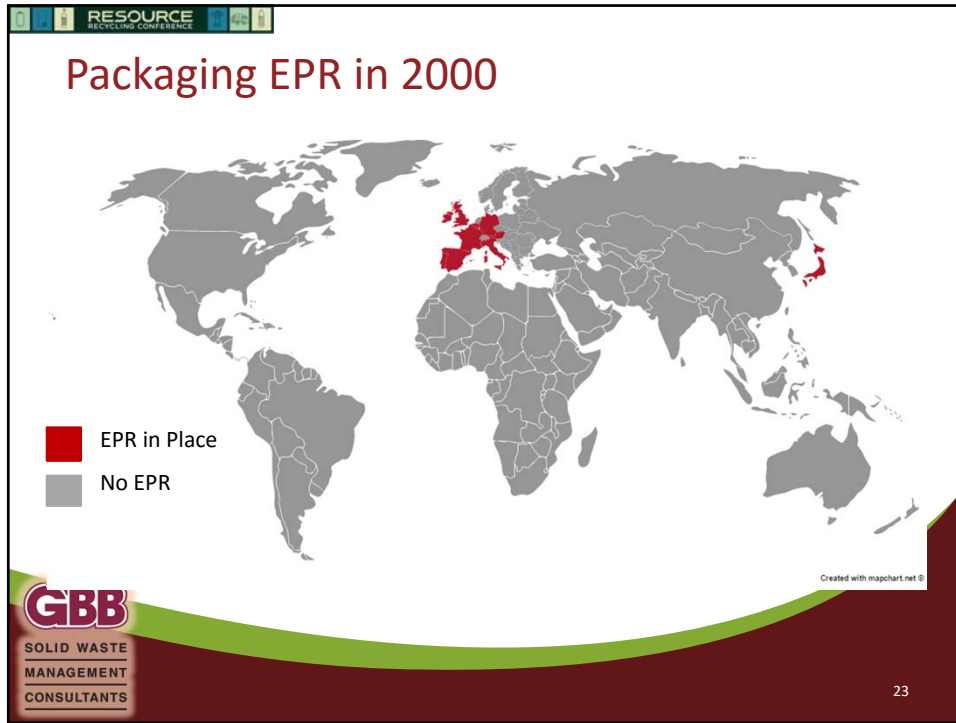 RESOURCE
RECYCLING CONFERENCE
Packaging EPR in 2000
EPR in Place
No EPR
Created with mapchart.net ©
GBB
SOLID WASTE
MANAGEMENT
CONSULTANTS
23